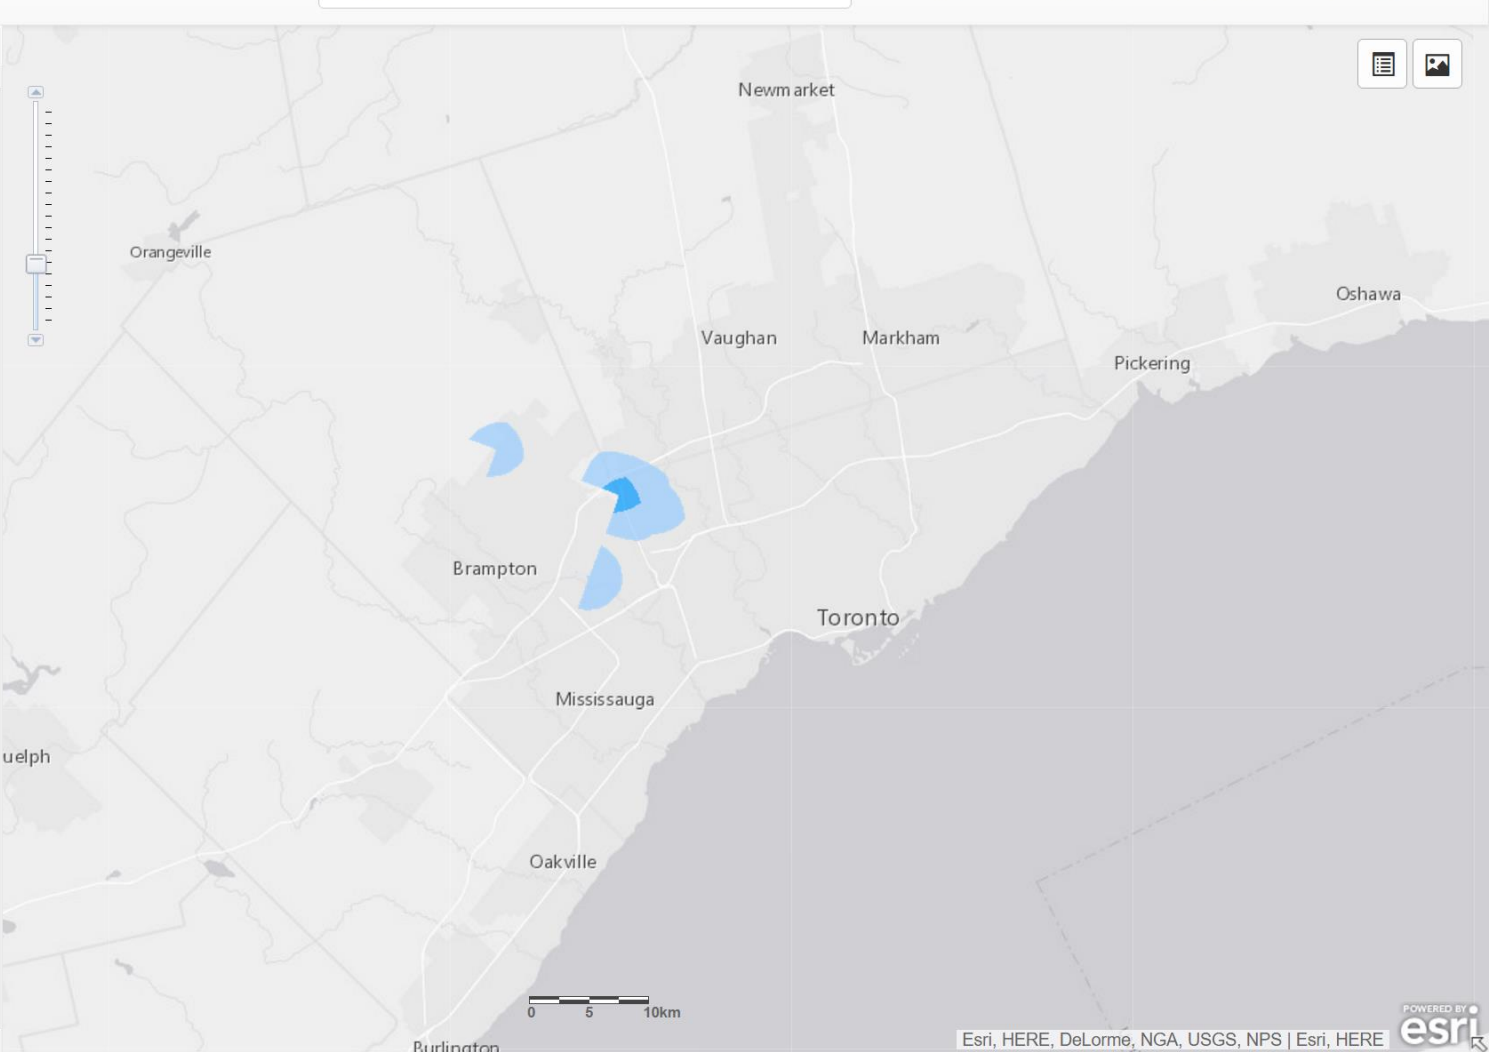 Newmarket
Orangeville
Oshawa
Vaughan
Markham
Pickering
Brampton
Toronto
Mississauga
uelph
Oakville
0 5 10km
POWERED BY
esri
Esri, HERE, DeLorme, NGA, USGS, NPS | Esri, HERE
Burlington